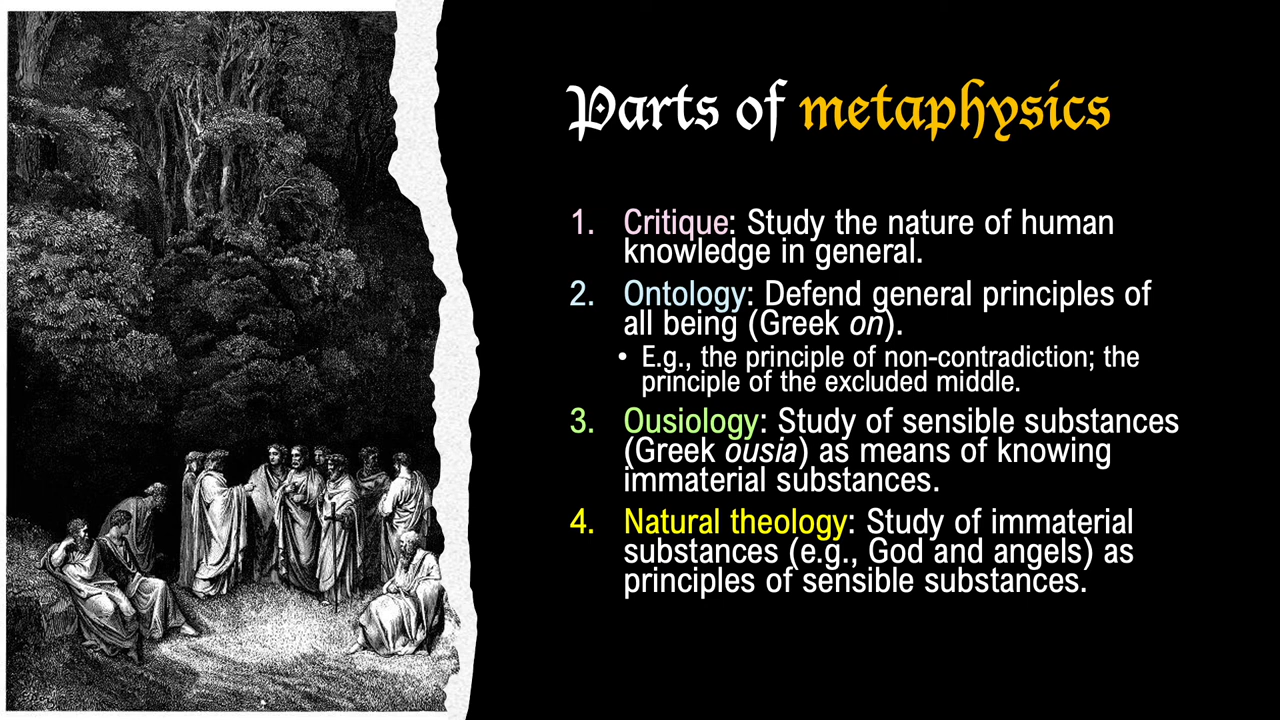 Parts of metaphysics
1. Critique: Study the nature of human
knowledge in general.
2. Ontology: Defend general principles of
all being (Greek on).
• E.g., the principle of non-contradiction; the
principle of the excluded middle.
3. Ousiology: Study of sensible substances
(Greek ousia) as means of knowing
immaterial substances.
4. Natural theology: Study of immaterial
substances (e.g., God and angels) as
principles of sensible substances.